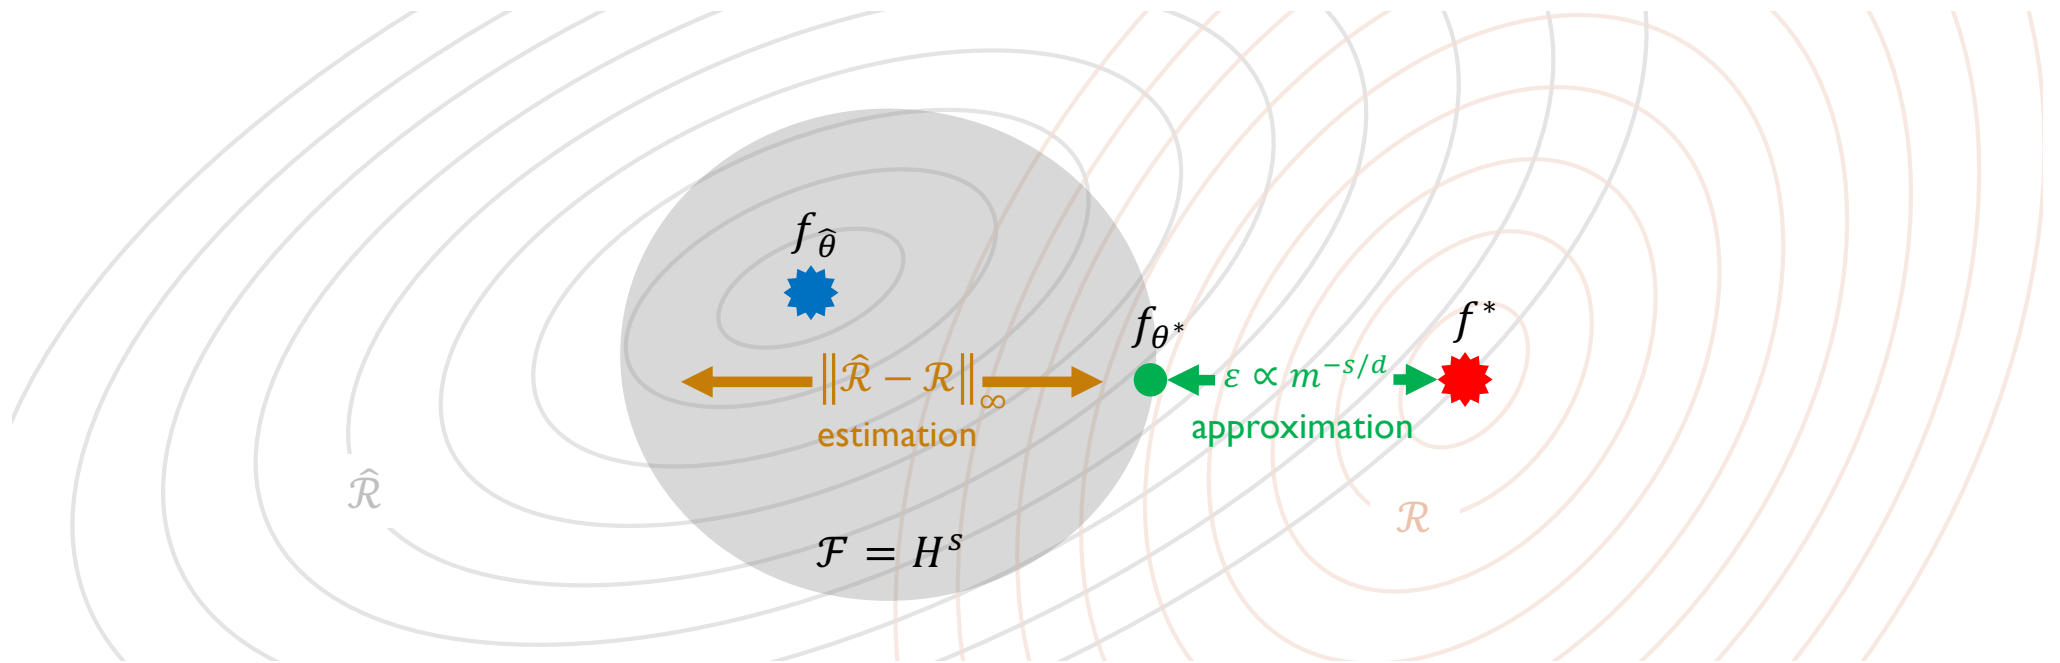 f_θ̂
f_θ*
f*
‖ℛ̂ − ℛ‖_∞
ε ∝ m^{−s/d}
estimation
approximation
ℛ̂
ℛ
ℱ = H^s